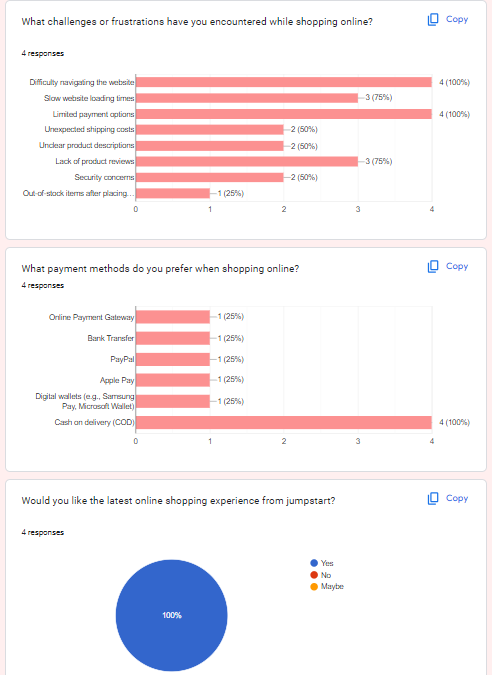 What challenges or frustrations have you encountered while shopping online?
Copy
4 responses
Difficulty navigating the website
4 (100%)
Slow website loading times
3 (75%)
Limited payment options
4 (100%)
Unexpected shipping costs
2 (50%)
Unclear product descriptions
2 (50%)
Lack of product reviews
3 (75%)
Security concerns
2 (50%)
Out-of-stock items after placing…
1 (25%)
0 1 2 3 4
What payment methods do you prefer when shopping online?
Copy
4 responses
Online Payment Gateway
1 (25%)
Bank Transfer
1 (25%)
PayPal
1 (25%)
Apple Pay
1 (25%)
Digital wallets (e.g., Samsung
Pay, Microsoft Wallet)
1 (25%)
Cash on delivery (COD)
4 (100%)
0 1 2 3 4
Would you like the latest online shopping experience from jumpstart?
Copy
4 responses
100%
Yes
No
Maybe